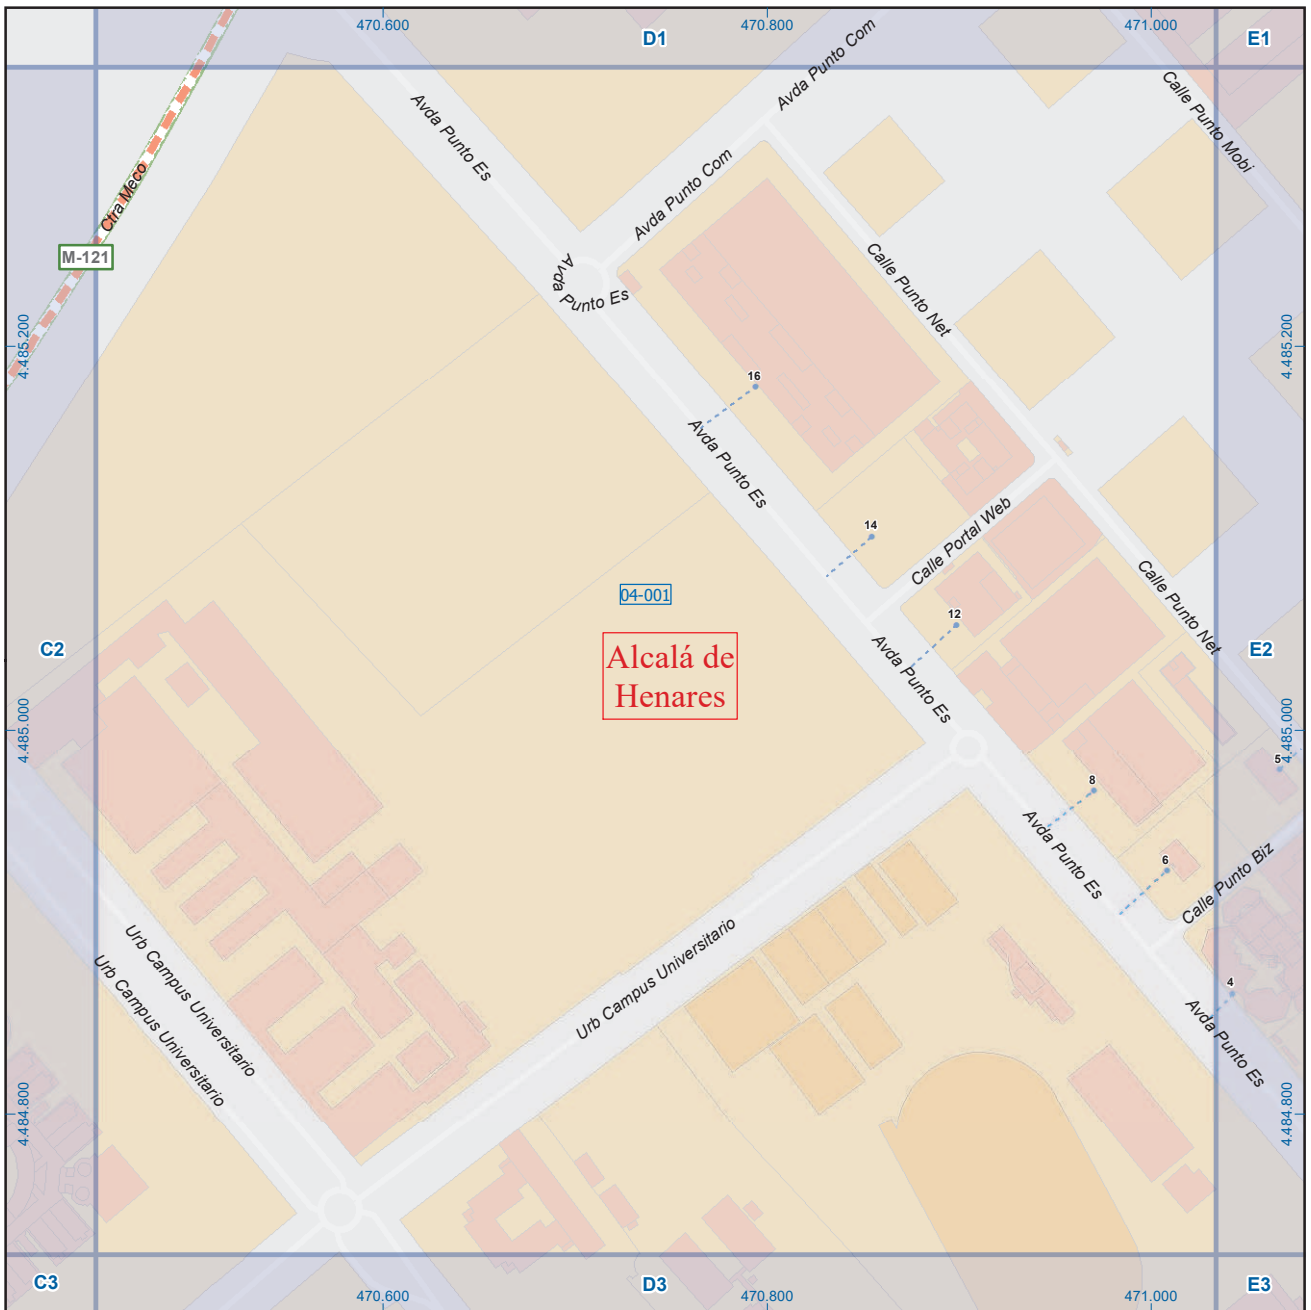 470.600
D1
470.800
471.000
E1
Avda Punto Com
Calle Punto Mobi
Avda Punto Es
Avda Punto Com
Ctra Meco
M-121
Calle Punto Net
Avda
Punto Es
4.485.200
4.485.200
16
Avda Punto Es
14
Calle Portal Web
Calle Punto Net
04-001
12
C2
Alcalá de
Henares
Avda Punto Es
E2
4.485.000
4.485.000
5
8
Avda Punto Es
6
Calle Punto Biz
Urb Campus Universitario
Urb Campus Universitario
Urb Campus Universitario
4
Avda Punto Es
4.484.800
4.484.800
C3
470.600
D3
470.800
471.000
E3